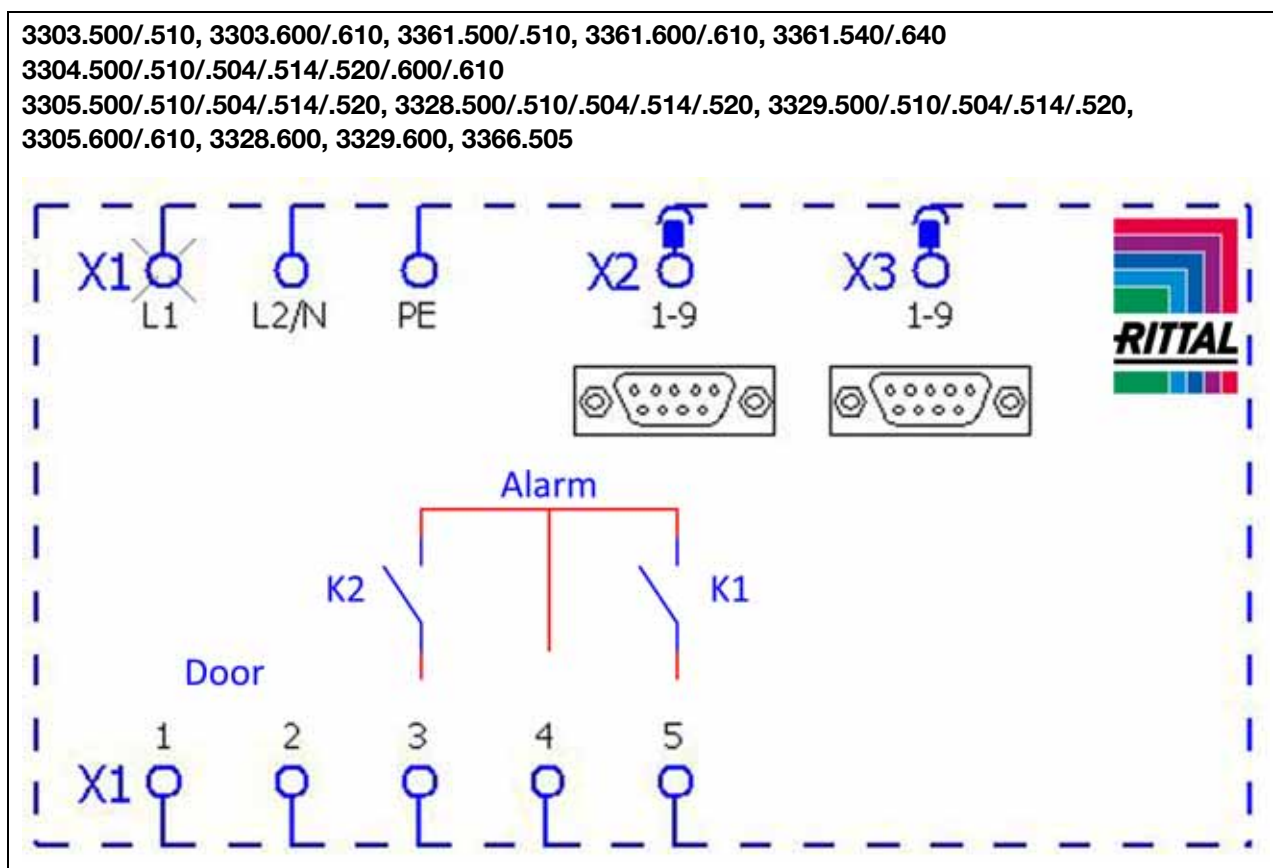 3303.500/.510, 3303.600/.610, 3361.500/.510, 3361.600/.610, 3361.540/.640
3304.500/.510/.504/.514/.520/.600/.610
3305.500/.510/.504/.514/.520, 3328.500/.510/.504/.514/.520, 3329.500/.510/.504/.514/.520,
3305.600/.610, 3328.600, 3329.600, 3366.505
X1 X2 X3
L1 L2/N PE 1-9 1-9
RITTAL
Alarm
K2 K1
Door
1 2 3 4 5
X1